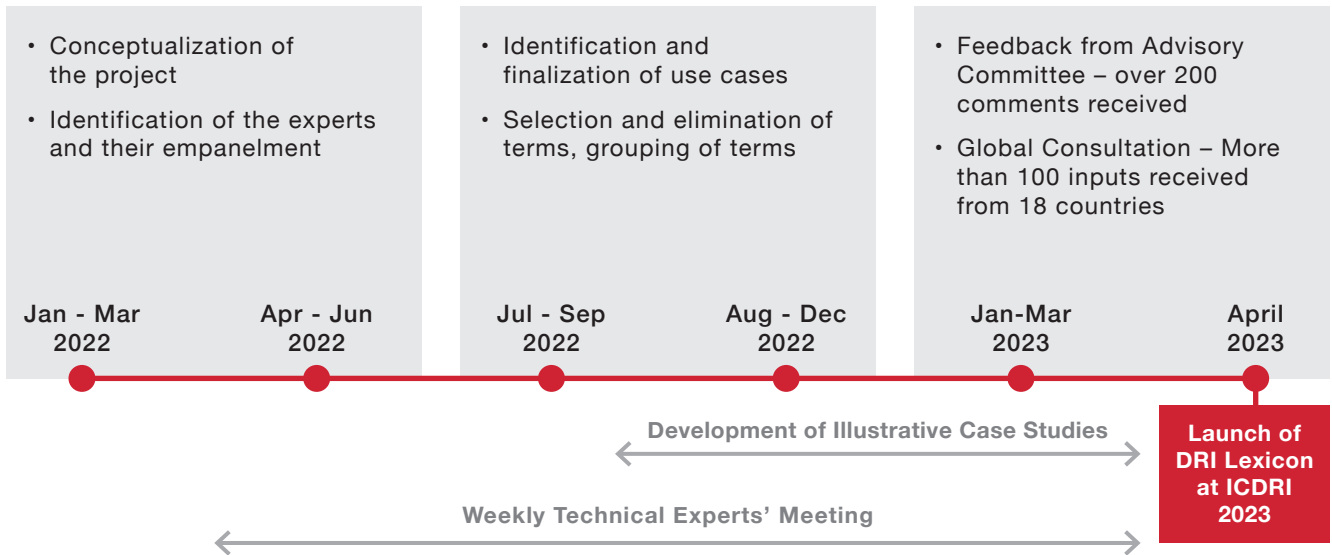 • Conceptualization of
the project
• Identification of the experts
and their empanelment
Jan - Mar
2022
Apr - Jun
2022
• Identification and
finalization of use cases
• Selection and elimination of
terms, grouping of terms
Jul - Sep
2022
Aug - Dec
2022
• Feedback from Advisory
Committee – over 200
comments received
• Global Consultation – More
than 100 inputs received
from 18 countries
Jan-Mar
2023
April
2023
Development of Illustrative Case Studies
Weekly Technical Experts’ Meeting
Launch of
DRI Lexicon
at ICDRI
2023